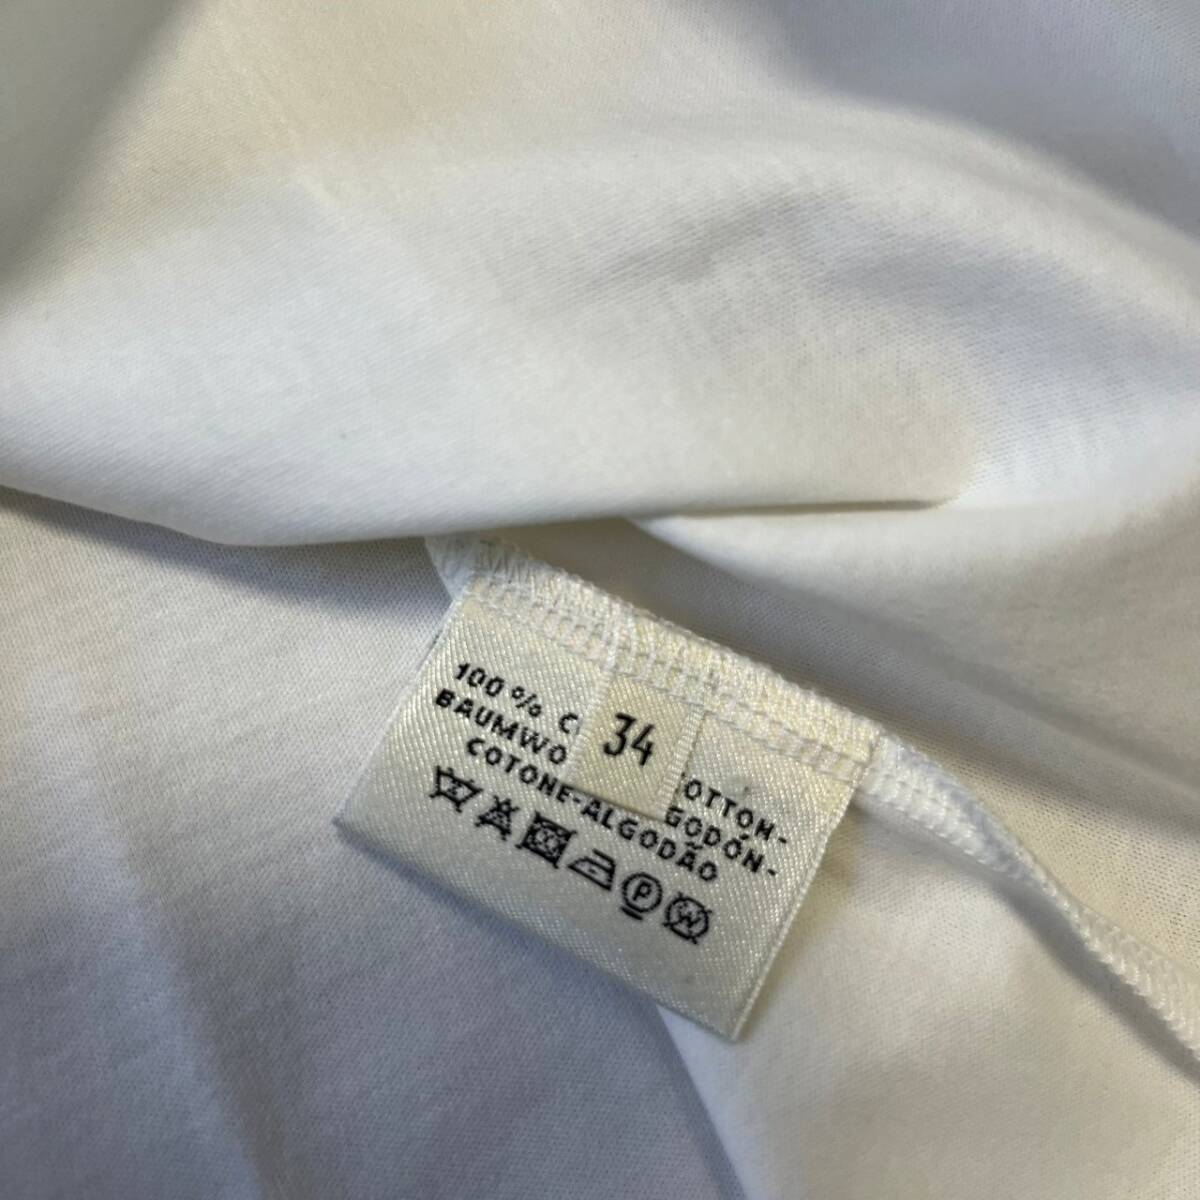 100% C OTTON-
BAUMWO GODÓN-
COTONE-ALGODÃO
34
P
W